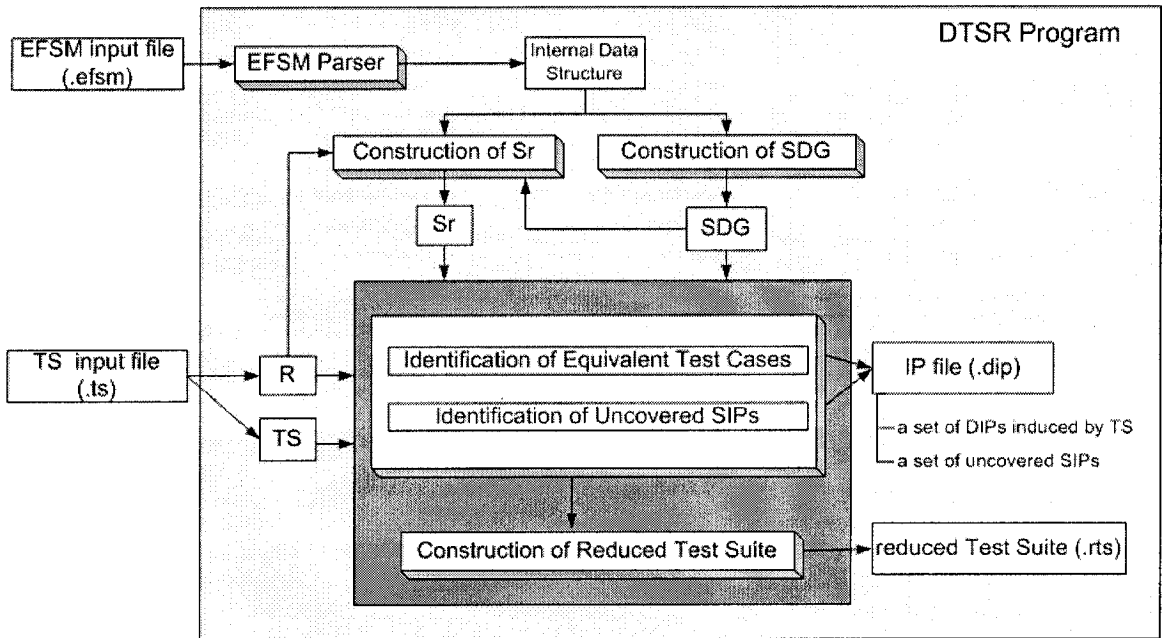 DTSR Program
EFSM input file
(.efsm)
EFSM Parser
Internal Data
Structure
Construction of Sr
Construction of SDG
Sr
SDG
TS input file
(.ts)
R
TS
Identification of Equivalent Test Cases
Identification of Uncovered SIPs
IP file (.dip)
a set of DIPs induced by TS
a set of uncovered SIPs
Construction of Reduced Test Suite
reduced Test Suite (.rts)